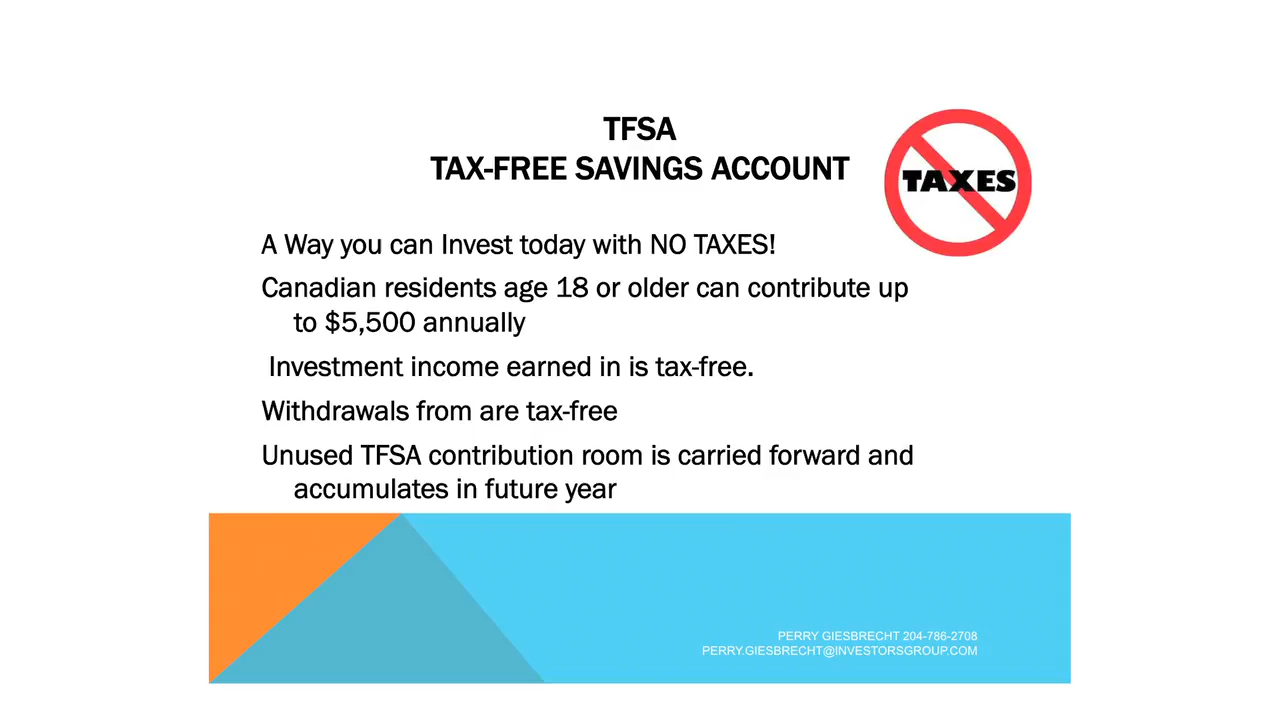 TFSA
TAX-FREE SAVINGS ACCOUNT
TAXES
A Way you can Invest today with NO TAXES!
Canadian residents age 18 or older can contribute up
to $5,500 annually
Investment income earned in is tax-free.
Withdrawals from are tax-free
Unused TFSA contribution room is carried forward and
accumulates in future year
PERRY GIESBRECHT 204-786-2708
PERRY.GIESBRECHT@INVESTORSGROUP.COM